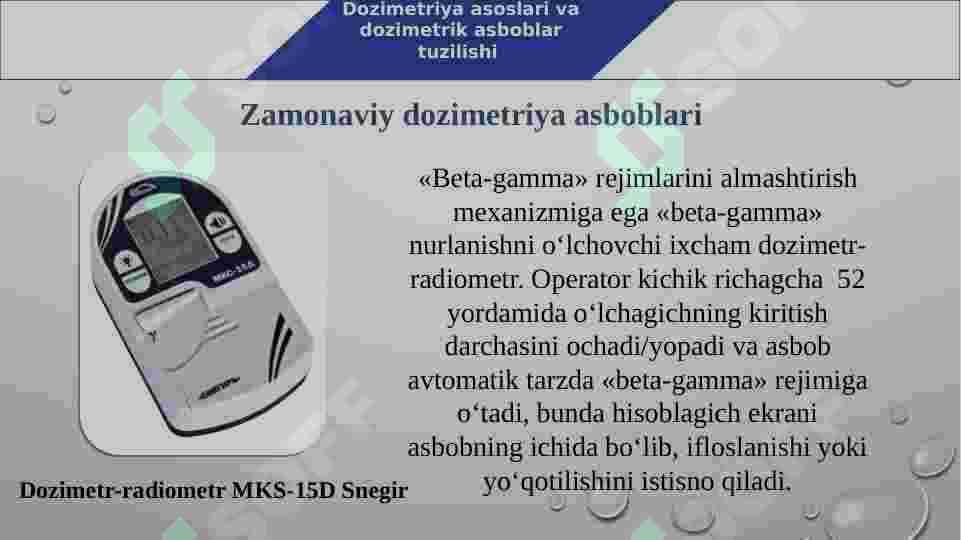 Dozimetriya asoslari va
dozimetrik asboblar
tuzilishi
Zamonaviy dozimetriya asboblari
«Beta-gamma» rejimlarini almashtirish
mexanizmiga ega «beta-gamma»
nurlanishni o‘lchovchi ixcham dozimetr-
radiometr. Operator kichik richagcha 52
yordamida o‘lchagichning kiritish
darchasini ochadi/yopadi va asbob
avtomatik tarzda «beta-gamma» rejimiga
o‘tadi, bunda hisoblagich ekrani
asbobning ichida bo‘lib, ifloslanishi yoki
yo‘qotilishini istisno qiladi.
Dozimetr-radiometr MKS-15D Snegir